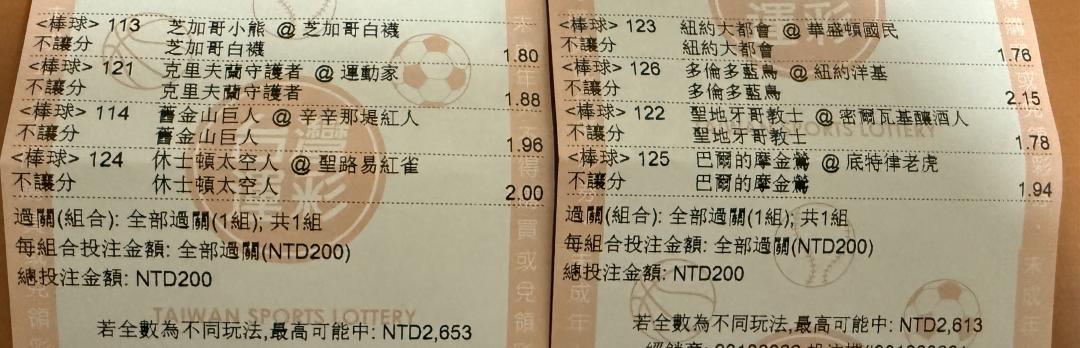 <棒球> 113 芝加哥小熊 @ 芝加哥白襪
不讓分 芝加哥白襪 1.80
<棒球> 121 克里夫蘭守護者 @ 運動家
不讓分 克里夫蘭守護者 1.88
<棒球> 114 舊金山巨人 @ 辛辛那堤紅人
不讓分 舊金山巨人 1.96
<棒球> 124 休士頓太空人 @ 聖路易紅雀
不讓分 休士頓太空人 2.00
過關(組合): 全部過關(1組); 共1組
每組合投注金額: 全部過關(NTD200)
總投注金額: NTD200
TAIWAN SPORTS LOTTERY
若全數為不同玩法,最高可能中: NTD2,653
<棒球> 123 紐約大都會 @ 華盛頓國民
不讓分 紐約大都會 1.76
<棒球> 126 多倫多藍鳥 @ 紐約洋基
不讓分 多倫多藍鳥 2.15
<棒球> 122 聖地牙哥教士 @ 密爾瓦基釀酒人
不讓分 聖地牙哥教士 1.78
SPORTS LOTTERY
<棒球> 125 巴爾的摩金鶯 @ 底特律老虎
不讓分 巴爾的摩金鶯 1.94
過關(組合): 全部過關(1組); 共1組
每組合投注金額: 全部過關(NTD200)
總投注金額: NTD200
若全數為不同玩法,最高可能中: NTD2,613